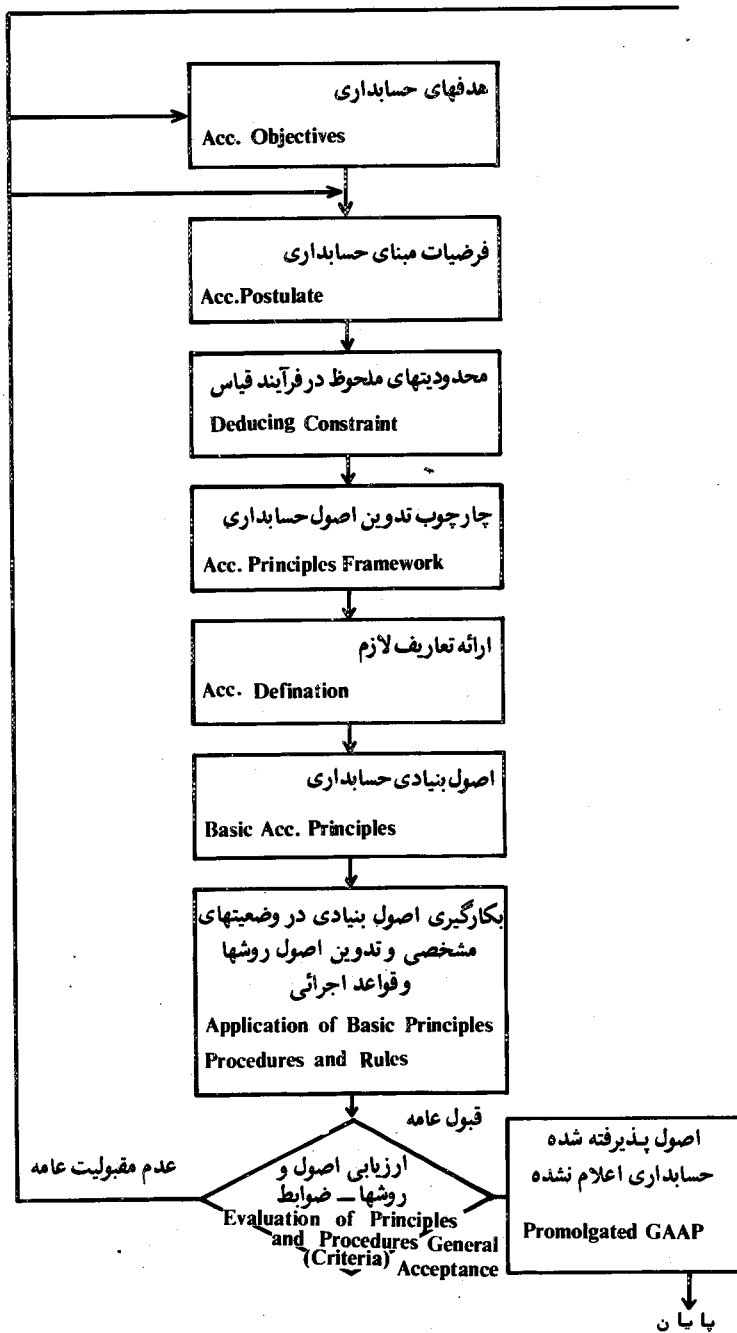 هدفهای حسابداری
Acc. Objectives
فرضیات مبنای حسابداری
Acc.Postulate
محدودیتهای ملحوظ در فرآیند قیاس
Deducing Constraint
چارچوب تدوین اصول حسابداری
Acc. Principles Framework
ارائه تعاریف لازم
Acc. Defination
اصول بنیادی حسابداری
Basic Acc. Principles
بکارگیری اصول بنیادی در وضعیتهای
مشخصی و تدوین اصول روشها
و قواعد اجرائی
Application of Basic Principles
Procedures and Rules
قبول عامه
عدم مقبولیت عامه
ارزیابی اصول و
روشها ــ ضوابط
Evaluation of Principles
and Procedures General
(Criteria) Acceptance
اصول پذیرفته شده
حسابداری اعلام نشده
Promolgated GAAP
پایان